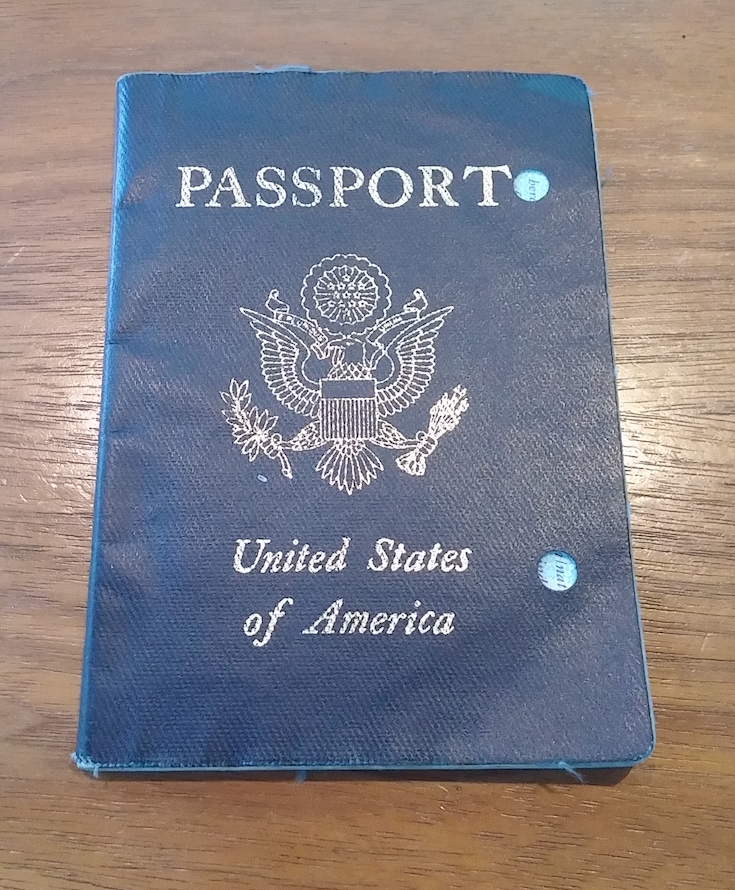 PASSPORT
United States
of America